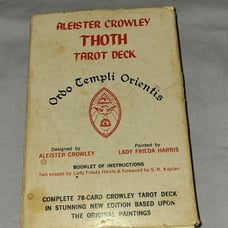 ALEISTER CROWLEY
THOTH
TAROT DECK
Ordo Templi Orientis
Designed by
ALEISTER CROWLEY
Painted by
LADY FRIEDA HARRIS
BOOKLET OF INSTRUCTIONS
Two essays by Lady Frieda Harris & foreword by S. R. Kaplan
COMPLETE 78-CARD CROWLEY TAROT DECK
IN STUNNING NEW EDITION BASED UPON
THE ORIGINAL PAINTINGS